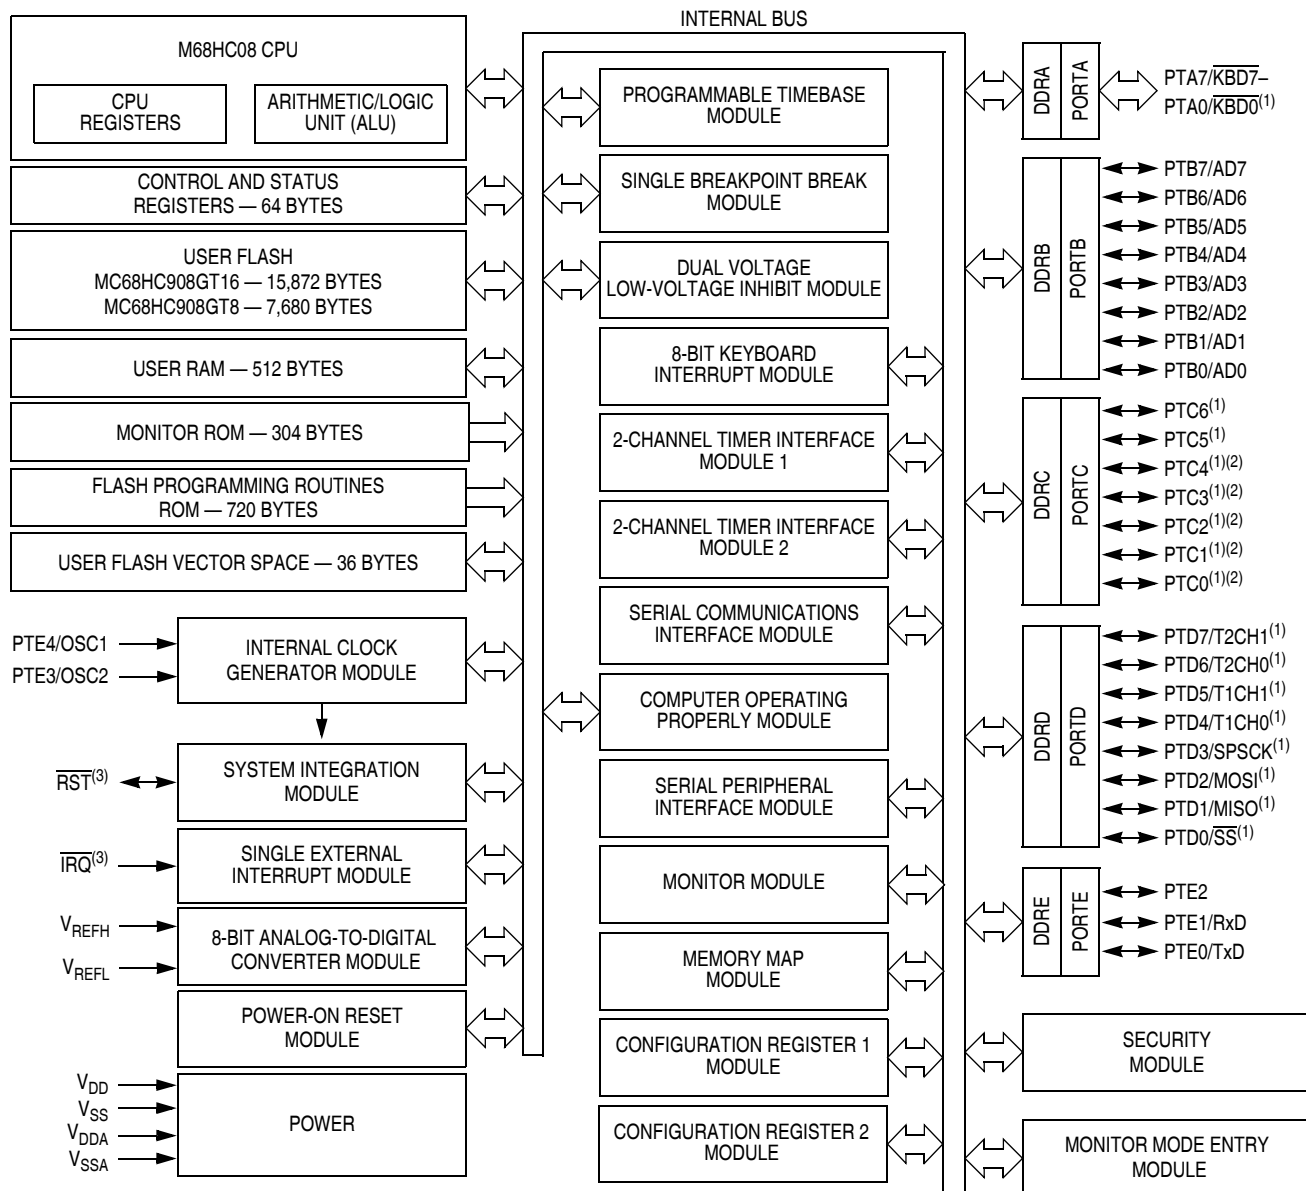 INTERNAL BUS
M68HC08 CPU
CPU
REGISTERS
ARITHMETIC/LOGIC
UNIT (ALU)
CONTROL AND STATUS
REGISTERS — 64 BYTES
USER FLASH
MC68HC908GT16 — 15,872 BYTES
MC68HC908GT8 — 7,680 BYTES
USER RAM — 512 BYTES
MONITOR ROM — 304 BYTES
FLASH PROGRAMMING ROUTINES
ROM — 720 BYTES
USER FLASH VECTOR SPACE — 36 BYTES
PTE4/OSC1
PTE3/OSC2
INTERNAL CLOCK
GENERATOR MODULE
RST(3)
SYSTEM INTEGRATION
MODULE
IRQ(3)
SINGLE EXTERNAL
INTERRUPT MODULE
VREFH
VREFL
8-BIT ANALOG-TO-DIGITAL
CONVERTER MODULE
POWER-ON RESET
MODULE
VDD
VSS
VDDA
VSSA
POWER
PROGRAMMABLE TIMEBASE
MODULE
SINGLE BREAKPOINT BREAK
MODULE
DUAL VOLTAGE
LOW-VOLTAGE INHIBIT MODULE
8-BIT KEYBOARD
INTERRUPT MODULE
2-CHANNEL TIMER INTERFACE
MODULE 1
2-CHANNEL TIMER INTERFACE
MODULE 2
SERIAL COMMUNICATIONS
INTERFACE MODULE
COMPUTER OPERATING
PROPERLY MODULE
SERIAL PERIPHERAL
INTERFACE MODULE
MONITOR MODULE
MEMORY MAP
MODULE
CONFIGURATION REGISTER 1
MODULE
CONFIGURATION REGISTER 2
MODULE
DDRA
PORTA
PTA7/KBD7–
PTA0/KBD0(1)
DDRB
PORTB
PTB7/AD7
PTB6/AD6
PTB5/AD5
PTB4/AD4
PTB3/AD3
PTB2/AD2
PTB1/AD1
PTB0/AD0
DDRC
PORTC
PTC6(1)
PTC5(1)
PTC4(1)(2)
PTC3(1)(2)
PTC2(1)(2)
PTC1(1)(2)
PTC0(1)(2)
DDRD
PORTD
PTD7/T2CH1(1)
PTD6/T2CH0(1)
PTD5/T1CH1(1)
PTD4/T1CH0(1)
PTD3/SPSCK(1)
PTD2/MOSI(1)
PTD1/MISO(1)
PTD0/SS(1)
DDRE
PORTE
PTE2
PTE1/RxD
PTE0/TxD
SECURITY
MODULE
MONITOR MODE ENTRY
MODULE